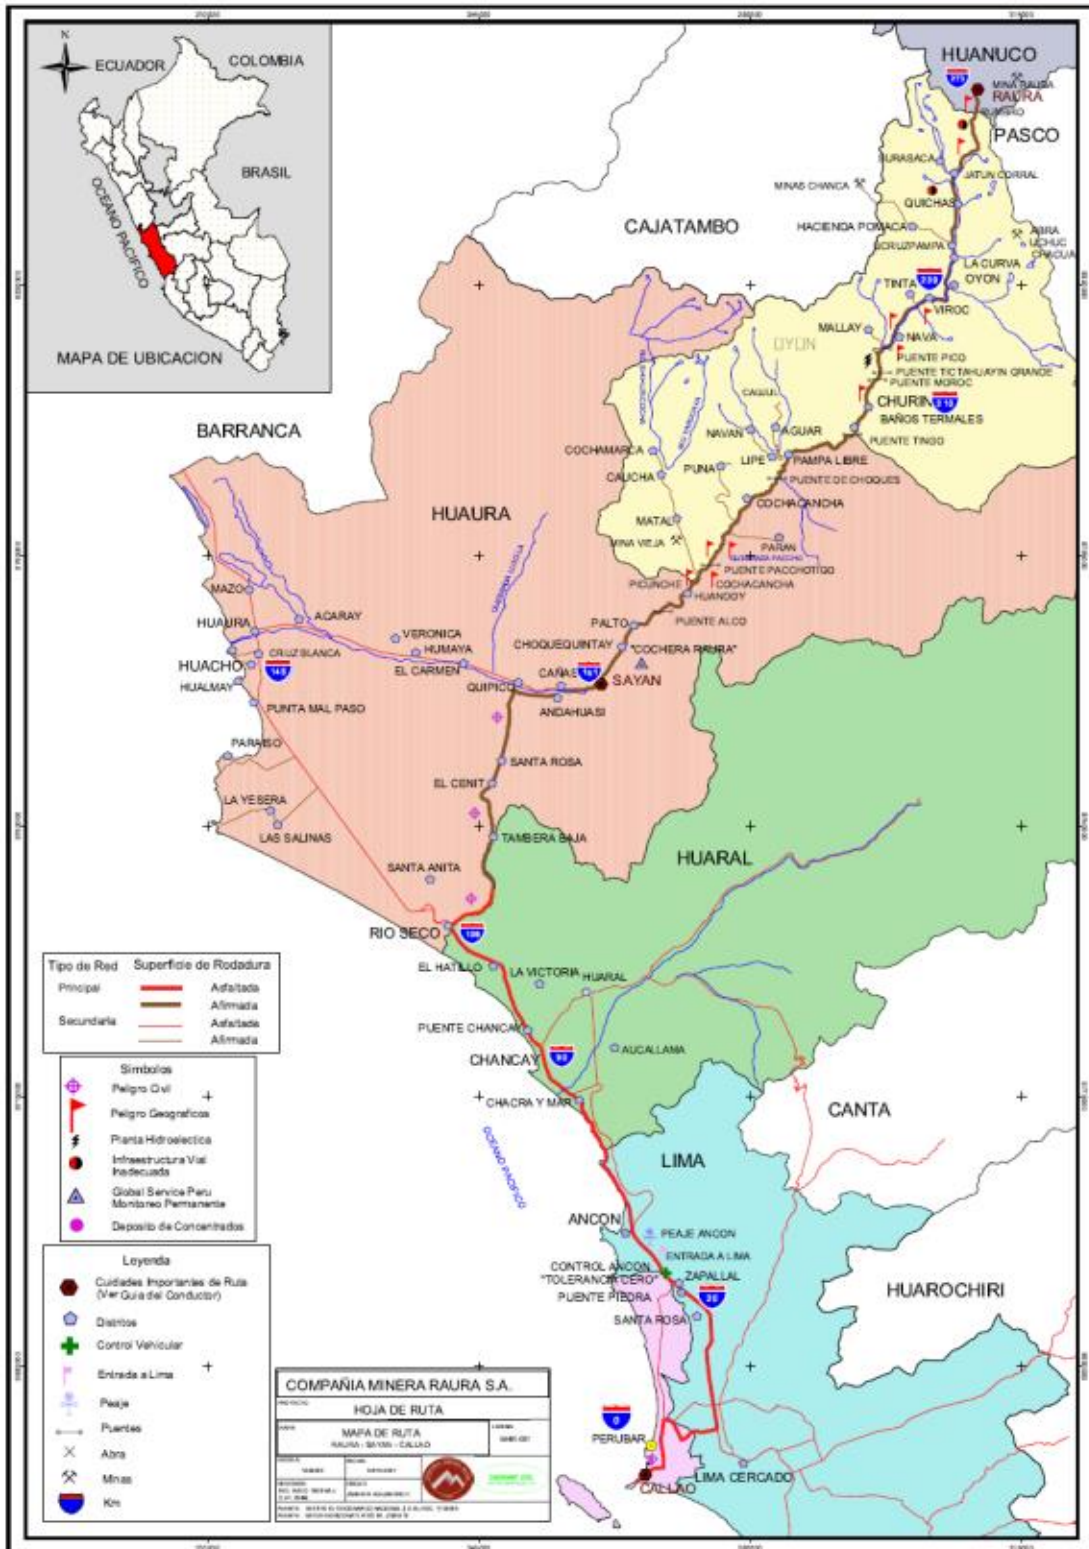 N
ECUADOR
COLOMBIA
BRASIL
OCEANO PACIFICO
MAPA DE UBICACION
HUANUCO
MINA RAURA
RAURA
PASCO
SURASACA
JATUN CORRAL
MINAS CHANCA
QUICHAS
CAJATAMBO
HACIENDA POMACA
UCRUZPAMPA
ABRA
UCHUC
CHACUA
LA CURVA
OYON
TINTA
VIROC
MALLAY
NAVA
OYON
PUENTE PICO
PUENTE TICTAHUAYIN GRANDE
PUENTE MOROC
CHURIN
BAÑOS TERMALES
CAUJUL
BARRANCA
NAVAN
AGUAR
PUENTE TINGO
COCHAMARCA
LIPE
PAMPA LIBRE
PUNA
CAUCHA
PUENTE DE CHOQUES
HUAURA
COCHACANCHA
MATAL
MINA VIEJA
PARAN
PUENTE PACCHOTIGO
PICUNCHE
COCHACANCHA
MAZO
HUANGOY
ACARAY
PALTO
PUENTE ALCO
HUAURA
VERONICA
CHOQUEQUINTAY
CRUZ BLANCA
HUMAYA
"COCHERA RAURA"
HUACHO
EL CARMEN
CAÑAS
161
145
SAYAN
HUALMAY
QUIPICO
ANDAHUASI
PUNTA MAL PASO
PARAISO
SANTA ROSA
EL CENIT
LA YESERA
LAS SALINAS
TAMBERA BAJA
HUARAL
SANTA ANITA
RIO SECO
EL HATILLO
LA VICTORIA
HUARAL
PUENTE CHANCAY
AUCALLAMA
CHANCAY
CHACRA Y MAR
CANTA
OCEANO PACIFICO
LIMA
ANCON
PEAJE ANCON
ENTRADA A LIMA
CONTROL ANCON
"TOLERANCIA CERO"
ZAPALLAL
PUENTE PIEDRA
HUAROCHIRI
SANTA ROSA
0
PERUBAR
LIMA CERCADO
CALLAO
Tipo de Red Superficie de Rodadura
Principal Asfaltada
Afirmada
Secundaria Asfaltada
Afirmada
Simbolos
Peligro Civil
Peligro Geograficos
Planta Hidroelectica
Infraestructura Vial
Inadecuada
Global Service Peru
Monitoreo Permanente
Deposito de Concentrados
Leyenda
Cuidades Importantes de Ruta
(Ver Guia del Conductor)
Distritos
Control Vehicular
Entrada a Lima
Peaje
Puentes
Abra
Minas
Km
COMPAÑIA MINERA RAURA S.A.
HOJA DE RUTA
MAPA DE RUTA
RAURA - SAYAN - CALLAO